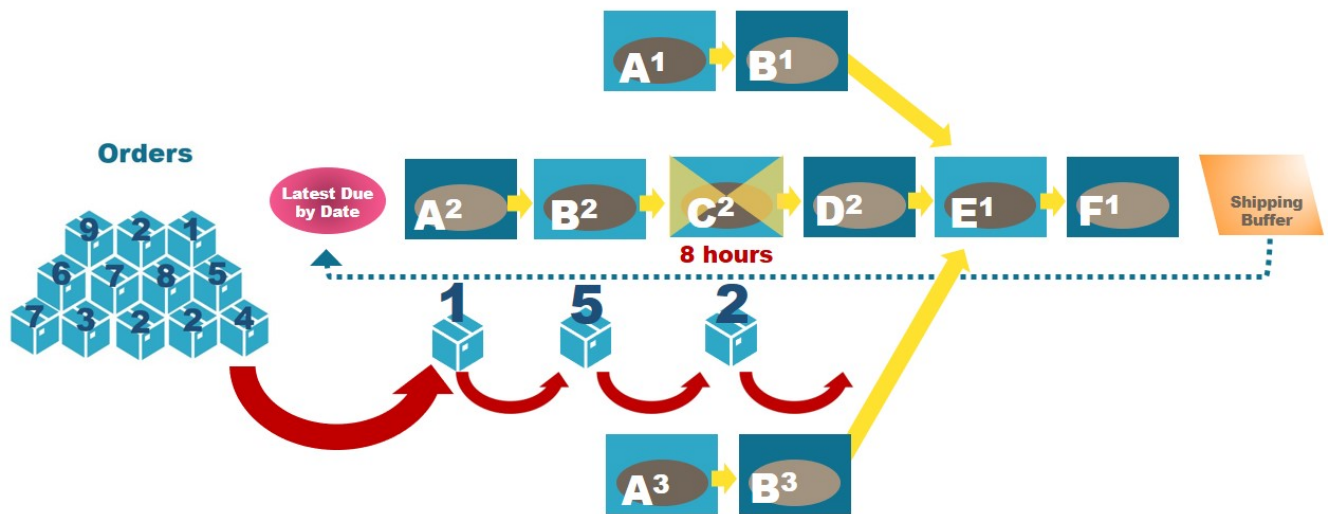 A1
B1
Orders
Latest Due
by Date
A2
B2
C2
D2
E1
F1
Shipping
Buffer
8 hours
9 2 1
6 7 8 5
7 3 2 2 4
1 5 2
A3
B3